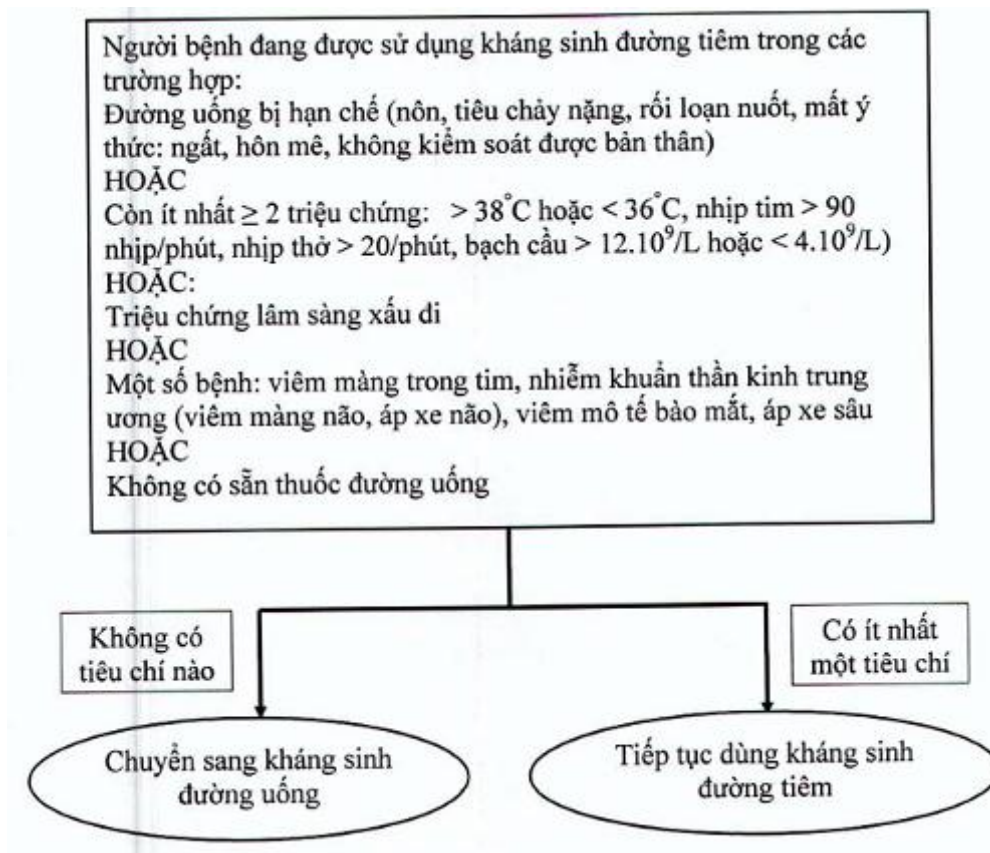 Người bệnh đang được sử dụng kháng sinh đường tiêm trong các
trường hợp:
Đường uống bị hạn chế (nôn, tiêu chảy nặng, rối loạn nuốt, mất ý
thức: ngất, hôn mê, không kiểm soát được bản thân)
HOẶC
Còn ít nhất ≥ 2 triệu chứng: > 38°C hoặc < 36°C, nhịp tim > 90
nhịp/phút, nhịp thở > 20/phút, bạch cầu > 12.10⁹/L hoặc < 4.10⁹/L)
HOẶC:
Triệu chứng lâm sàng xấu đi
HOẶC
Một số bệnh: viêm màng trong tim, nhiễm khuẩn thần kinh trung
ương (viêm màng não, áp xe não), viêm mô tế bào mắt, áp xe sâu
HOẶC
Không có sẵn thuốc đường uống
Không có
tiêu chí nào
Có ít nhất
một tiêu chí
Chuyển sang kháng sinh
đường uống
Tiếp tục dùng kháng sinh
đường tiêm